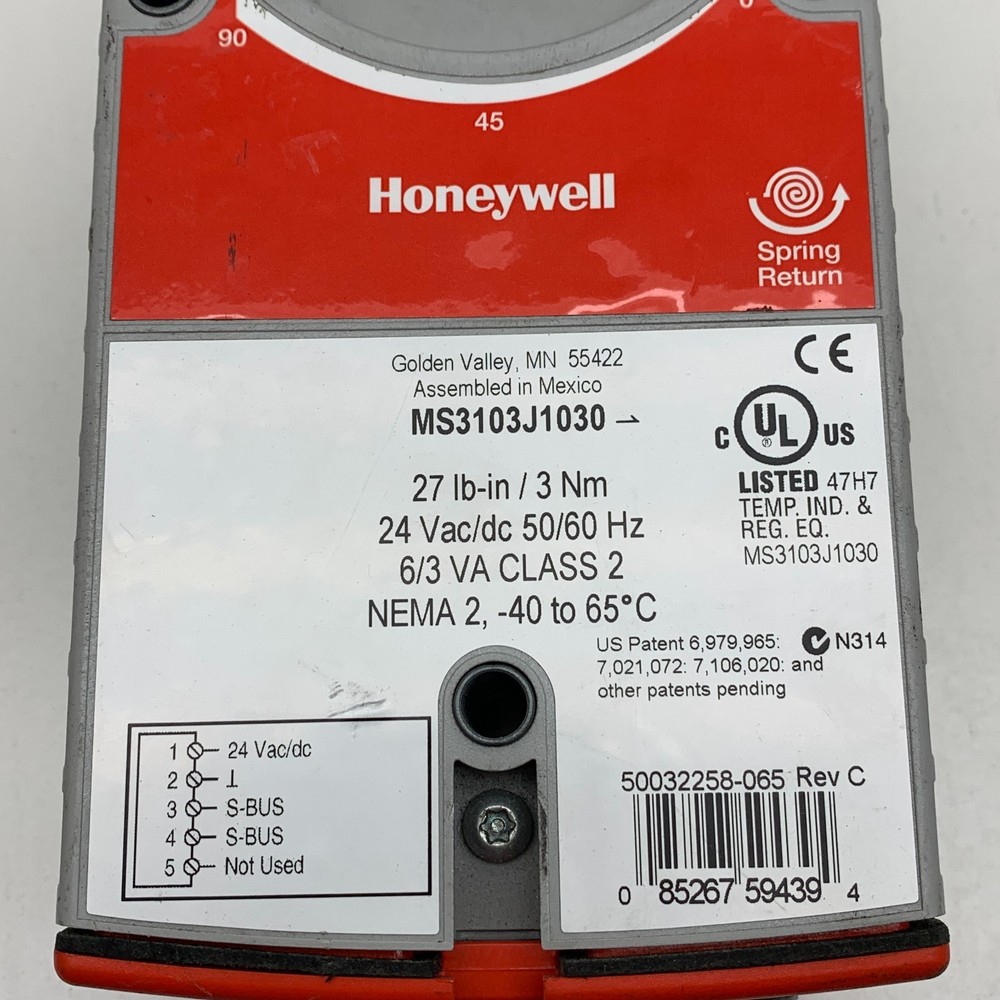 90
0
45
Honeywell
Spring
Return
Golden Valley, MN 55422
Assembled in Mexico
MS3103J1030
CE
C UL US
®
LISTED 47H7
TEMP. IND. &
REG. EQ.
MS3103J1030
27 lb-in / 3 Nm
24 Vac/dc 50/60 Hz
6/3 VA CLASS 2
NEMA 2, -40 to 65°C
US Patent 6,979,965:
7,021,072: 7,106,020: and
other patents pending
N314
1 24 Vac/dc
2 ⊥
3 S-BUS
4 S-BUS
5 Not Used
50032258-065 Rev C
0 85267 59439 4